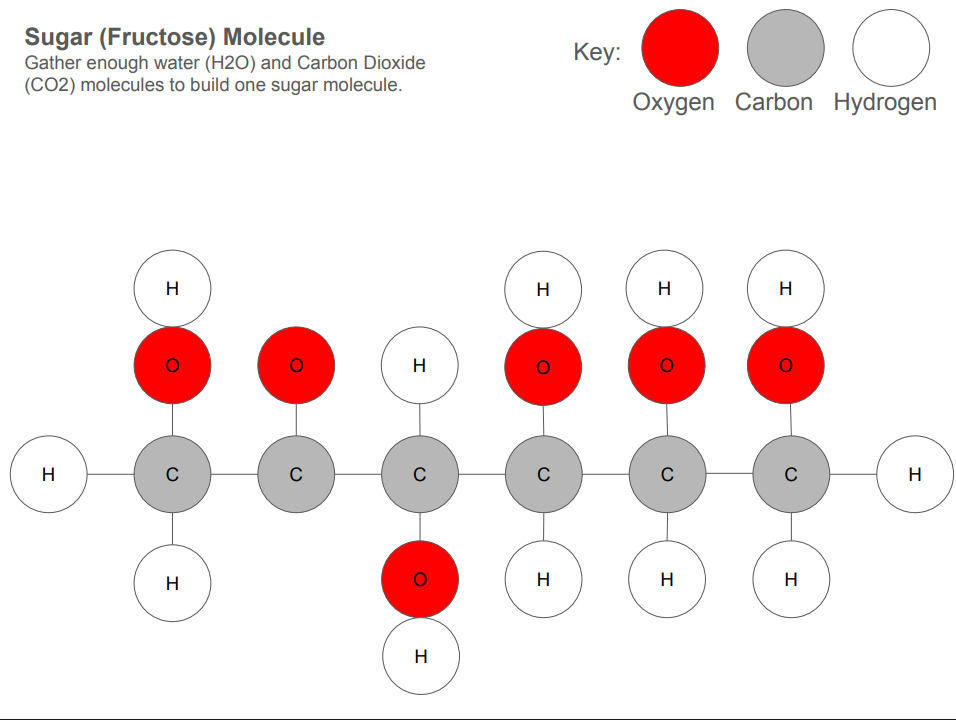 Sugar (Fructose) Molecule
Gather enough water (H2O) and Carbon Dioxide
(CO2) molecules to build one sugar molecule.
Key:
Oxygen Carbon Hydrogen
H H H H
O O H O O O
H C C C C C C H
H O H H H
H